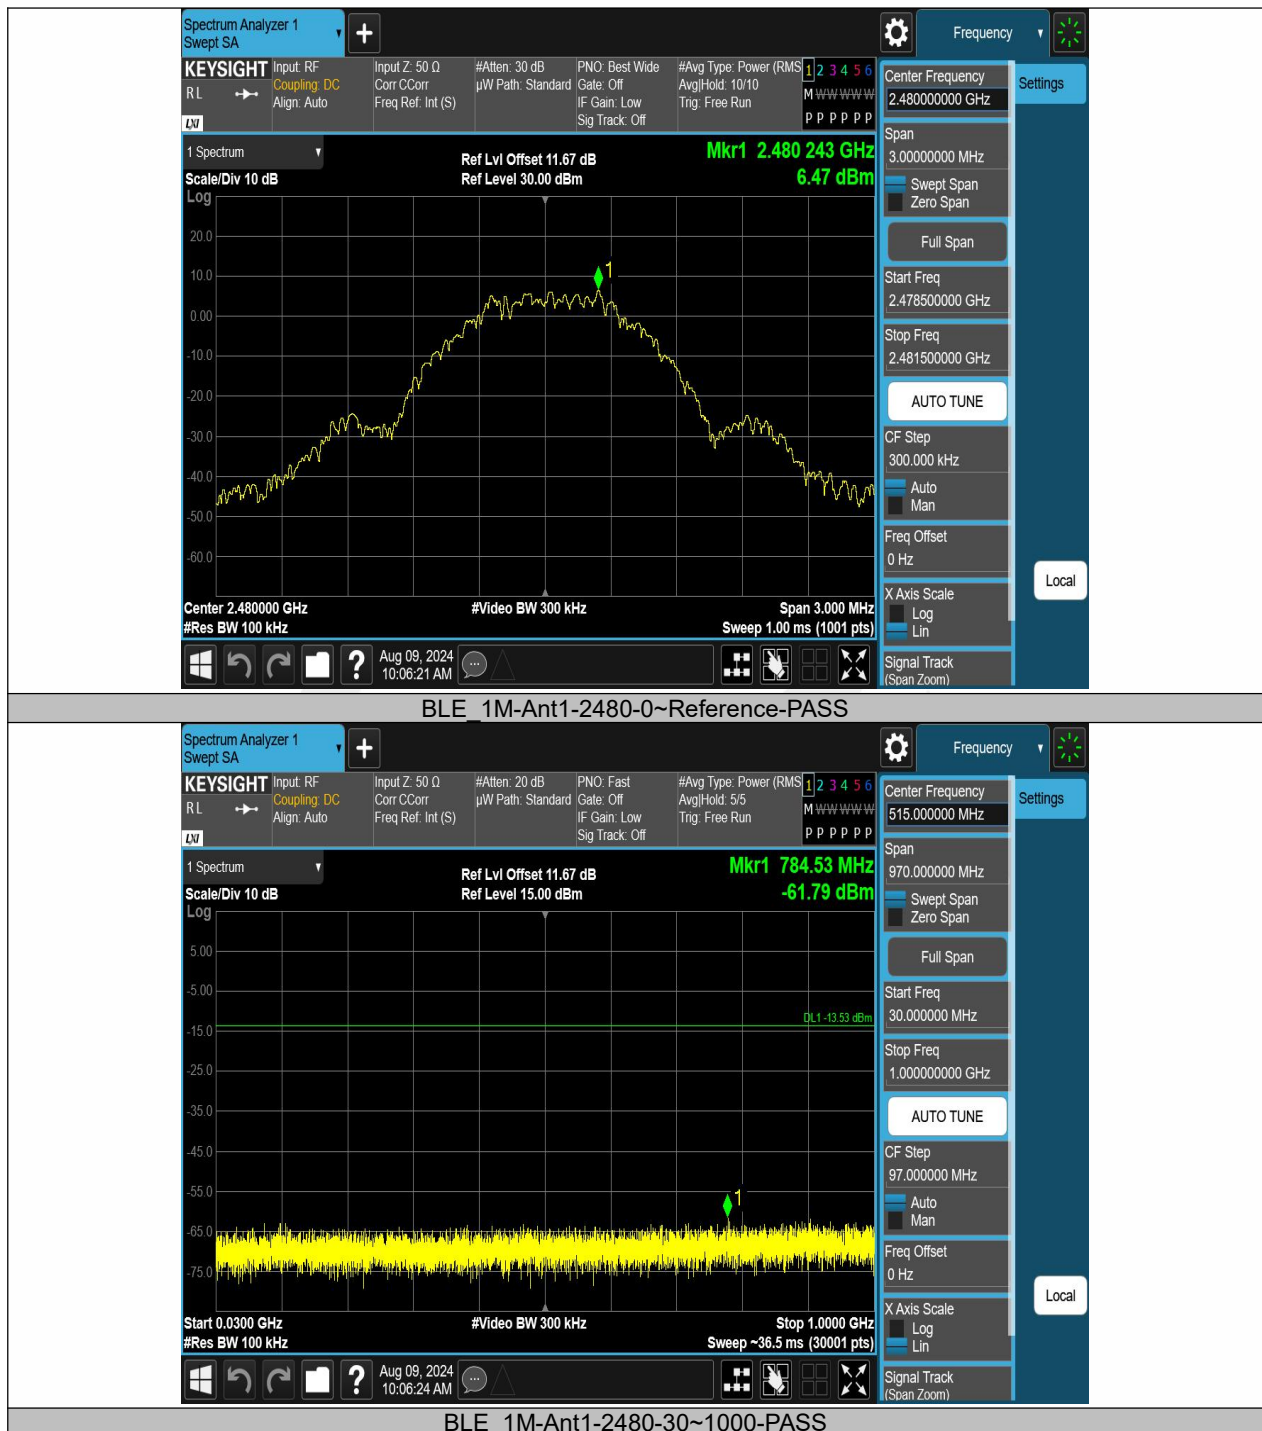 Spectrum Analyzer 1
Swept SA
Frequency
KEYSIGHT
RL
LXI
Input: RF
Coupling: DC
Align: Auto
Input Z: 50 Ω
Corr CCorr
Freq Ref: Int (S)
#Atten: 30 dB
µW Path: Standard
PNO: Best Wide
Gate: Off
IF Gain: Low
Sig Track: Off
#Avg Type: Power (RMS
Avg|Hold: 10/10
Trig: Free Run
1 2 3 4 5 6
M W W W W W
P P P P P P
1 Spectrum
Scale/Div 10 dB
Log
Ref Lvl Offset 11.67 dB
Ref Level 30.00 dBm
Mkr1 2.480 243 GHz
6.47 dBm
20.0
10.0
0.00
-10.0
-20.0
-30.0
-40.0
-50.0
-60.0
1
Center 2.480000 GHz
#Res BW 100 kHz
#Video BW 300 kHz
Span 3.000 MHz
Sweep 1.00 ms (1001 pts)
Aug 09, 2024
10:06:21 AM
Center Frequency
2.480000000 GHz
Settings
Span
3.00000000 MHz
Swept Span
Zero Span
Full Span
Start Freq
2.478500000 GHz
Stop Freq
2.481500000 GHz
AUTO TUNE
CF Step
300.000 kHz
Auto
Man
Freq Offset
0 Hz
Local
X Axis Scale
Log
Lin
Signal Track
(Span Zoom)
BLE_1M-Ant1-2480-0~Reference-PASS
Spectrum Analyzer 1
Swept SA
Frequency
KEYSIGHT
RL
LXI
Input: RF
Coupling: DC
Align: Auto
Input Z: 50 Ω
Corr CCorr
Freq Ref: Int (S)
#Atten: 20 dB
µW Path: Standard
PNO: Fast
Gate: Off
IF Gain: Low
Sig Track: Off
#Avg Type: Power (RMS
Avg|Hold: 5/5
Trig: Free Run
1 2 3 4 5 6
M W W W W W
P P P P P P
1 Spectrum
Scale/Div 10 dB
Log
Ref Lvl Offset 11.67 dB
Ref Level 15.00 dBm
Mkr1 784.53 MHz
-61.79 dBm
5.00
-5.00
-15.0
-25.0
-35.0
-45.0
-55.0
-65.0
-75.0
DL1 -13.53 dBm
1
Start 0.0300 GHz
#Res BW 100 kHz
#Video BW 300 kHz
Stop 1.0000 GHz
Sweep ~36.5 ms (30001 pts)
Aug 09, 2024
10:06:24 AM
Center Frequency
515.000000 MHz
Settings
Span
970.000000 MHz
Swept Span
Zero Span
Full Span
Start Freq
30.000000 MHz
Stop Freq
1.000000000 GHz
AUTO TUNE
CF Step
97.000000 MHz
Auto
Man
Freq Offset
0 Hz
Local
X Axis Scale
Log
Lin
Signal Track
(Span Zoom)
BLE_1M-Ant1-2480-30~1000-PASS